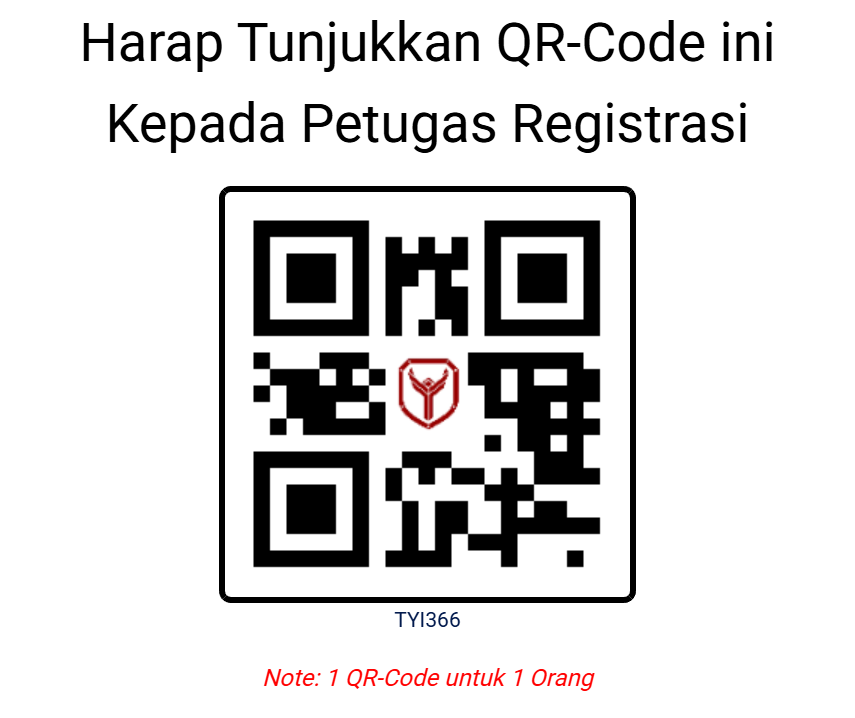 Harap Tunjukkan QR-Code ini
Kepada Petugas Registrasi
TYI366
Note: 1 QR-Code untuk 1 Orang